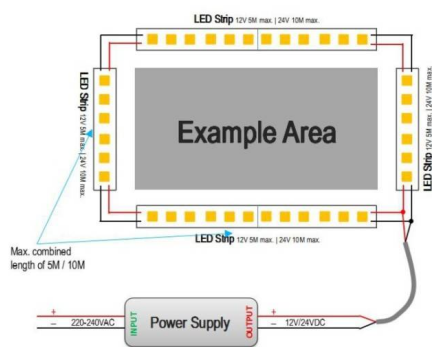 LED Strip 12V 5M max. | 24V 10M max.
LED Strip 12V 5M max. | 24V 10M max.
Example Area
LED Strip 12V 5M max. | 24V 10M max.
LED Strip 12V 5M max. | 24V 10M max.
Max. combined
length of 5M / 10M
+ INPUT Power Supply OUTPUT +
− 220-240VAC − 12V/24VDC